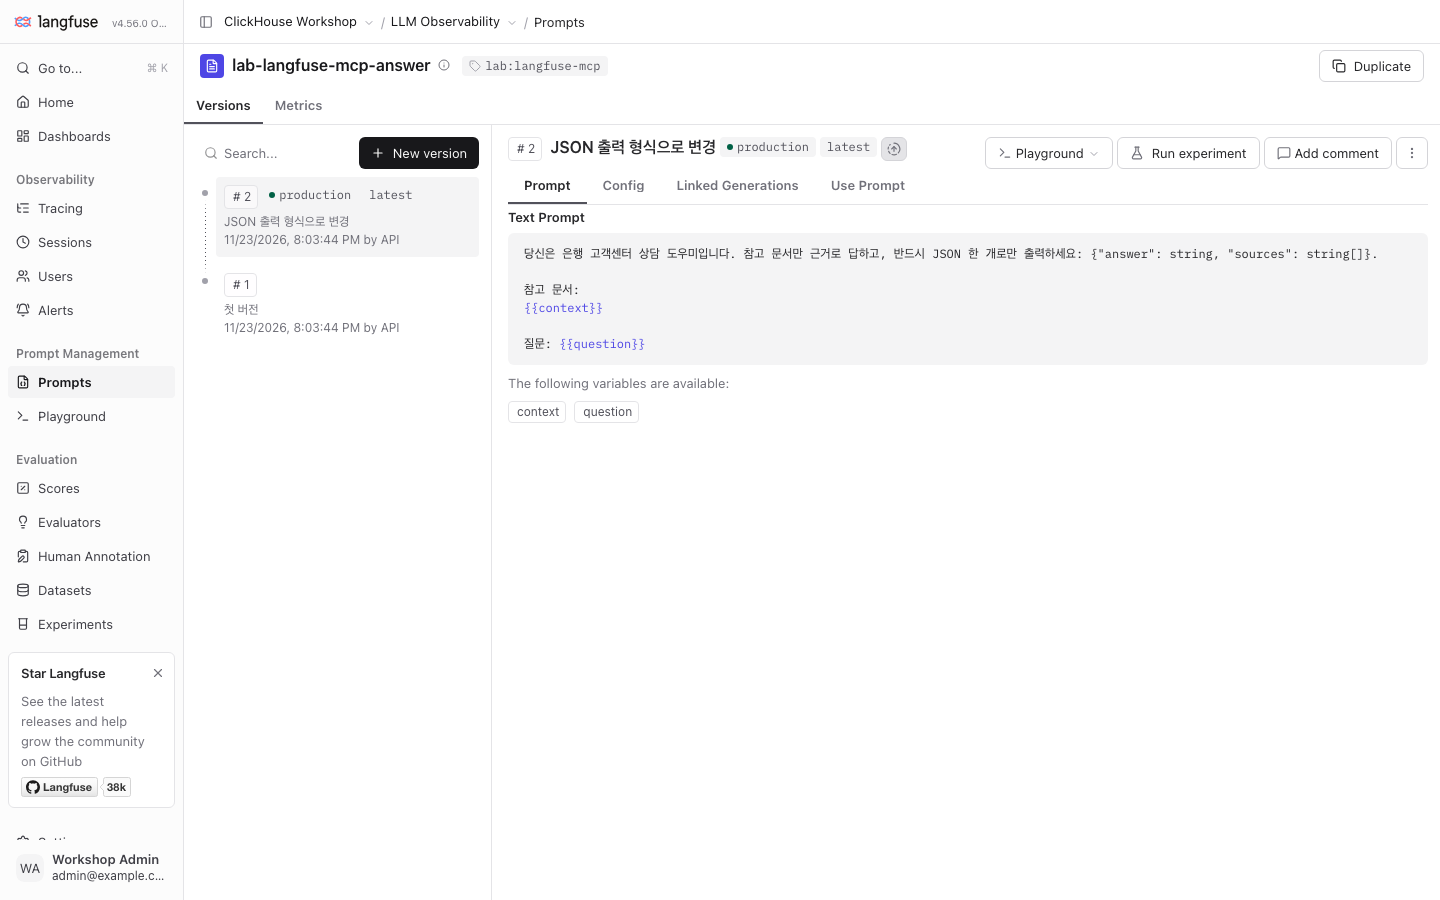 langfuse v4.56.0 O...
ClickHouse Workshop / LLM Observability / Prompts
Go to... ⌘ K
Home
Dashboards
Observability
Tracing
Sessions
Users
Alerts
Prompt Management
Prompts
Playground
Evaluation
Scores
Evaluators
Human Annotation
Datasets
Experiments
Star Langfuse
See the latest
releases and help
grow the community
on GitHub
Langfuse 38k
WA
Workshop Admin
admin@example.c...
lab-langfuse-mcp-answer lab:langfuse-mcp
Duplicate
Versions Metrics
Search... New version
# 2 production latest
JSON 출력 형식으로 변경
11/23/2026, 8:03:44 PM by API
# 1
첫 버전
11/23/2026, 8:03:44 PM by API
# 2 JSON 출력 형식으로 변경 production latest
Playground Run experiment Add comment
Prompt Config Linked Generations Use Prompt
Text Prompt
당신은 은행 고객센터 상담 도우미입니다. 참고 문서만 근거로 답하고, 반드시 JSON 한 개로만 출력하세요: {"answer": string, "sources": string[]}.
참고 문서:
{{context}}
질문: {{question}}
The following variables are available:
context question